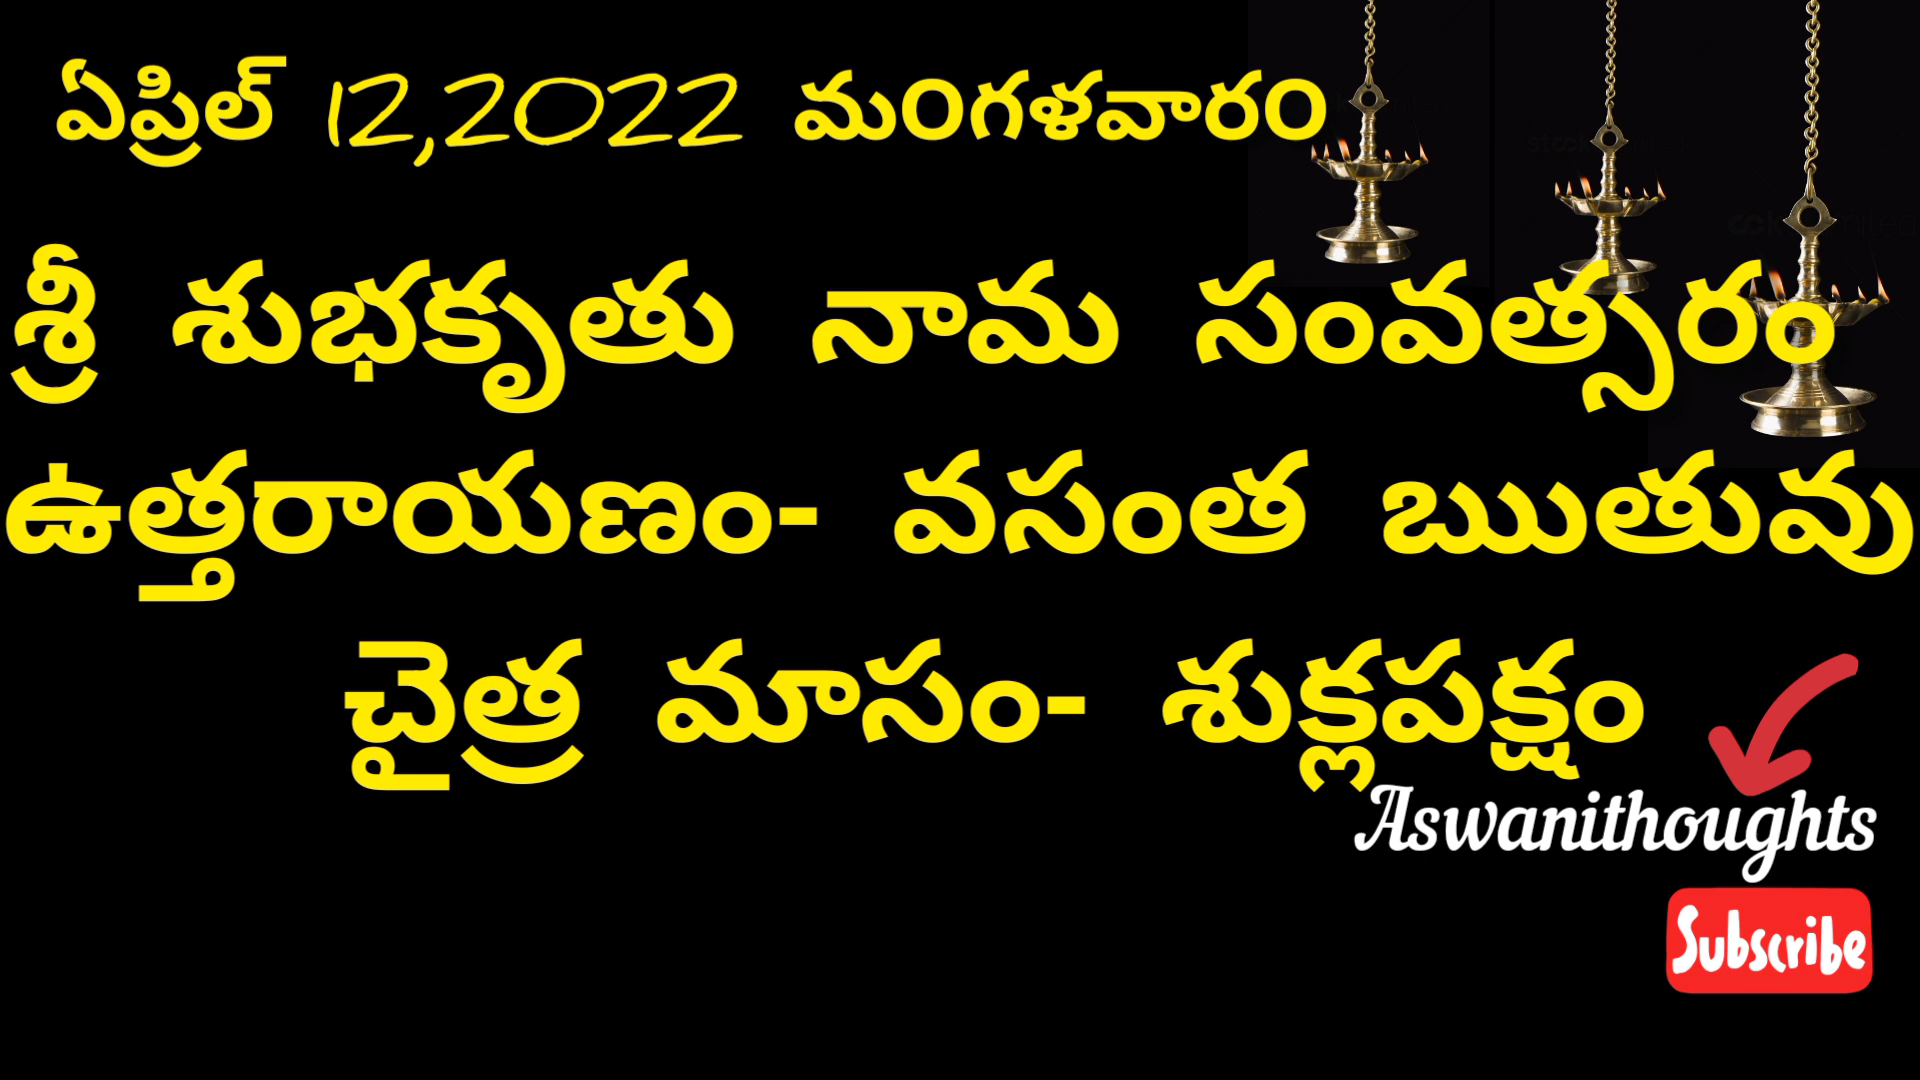 ఏప్రిల్ 12,2022 మంగళవారం
శ్రీ శుభకృతు నామ సంవత్సరం
ఉత్తరాయణం- వసంత ఋతువు
చైత్ర మాసం- శుక్లపక్షం
Aswanithoughts
Subscribe